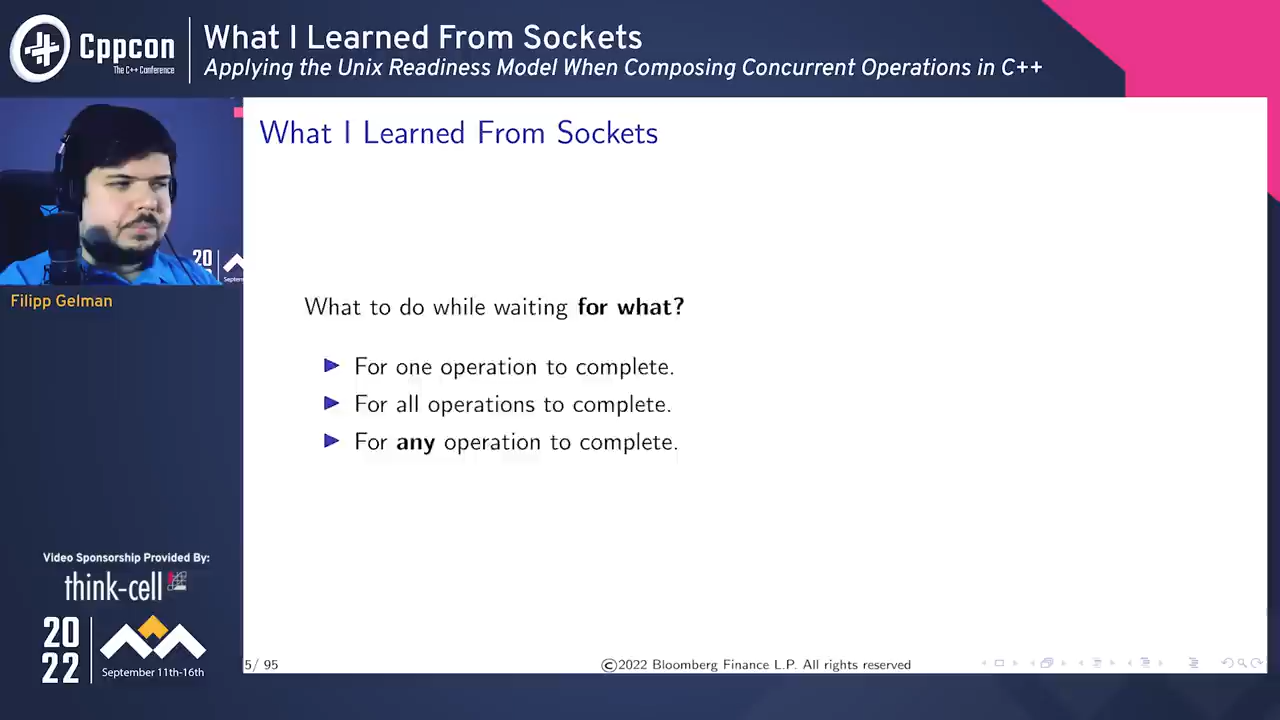 Cppcon
The C++ Conference
What I Learned From Sockets
Applying the Unix Readiness Model When Composing Concurrent Operations in C++
What I Learned From Sockets
20
Filipp Gelman
What to do while waiting for what?
For one operation to complete.
For all operations to complete.
For any operation to complete.
Video Sponsorship Provided By:
think-cell
20
22
September 11th-16th
5/ 95
©2022 Bloomberg Finance L.P. All rights reserved